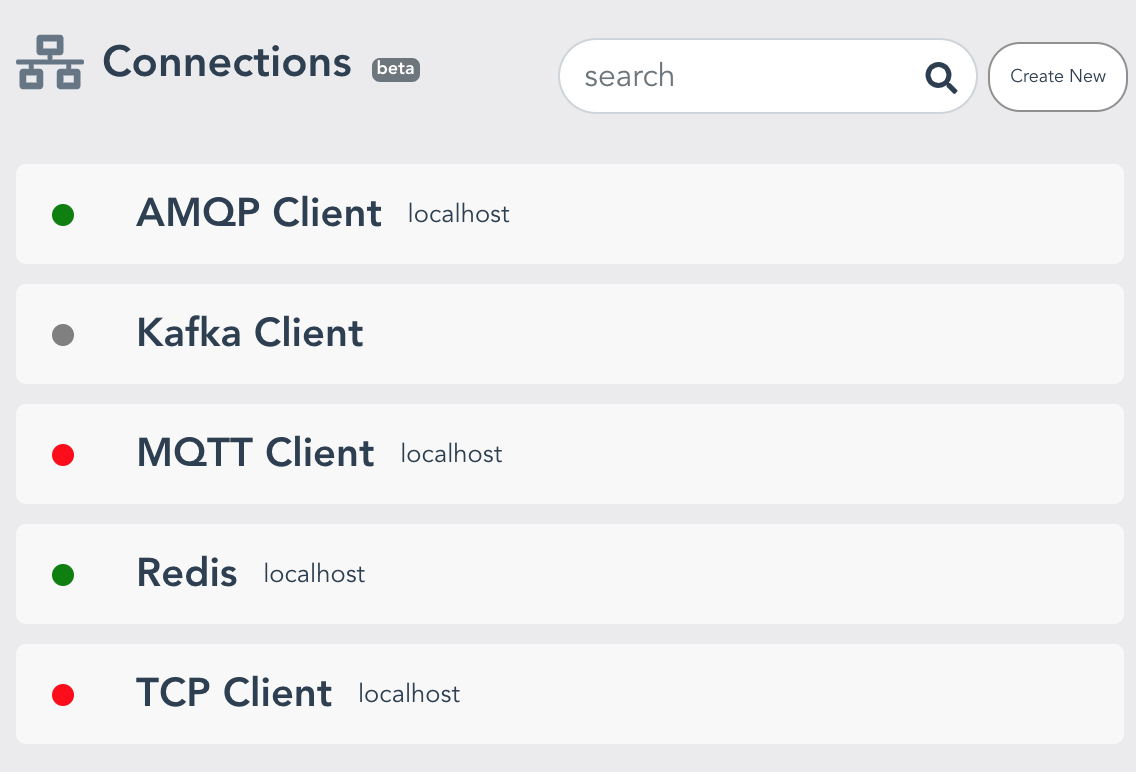 Connections beta
search
Create New
AMQP Client localhost
Kafka Client
MQTT Client localhost
Redis localhost
TCP Client localhost